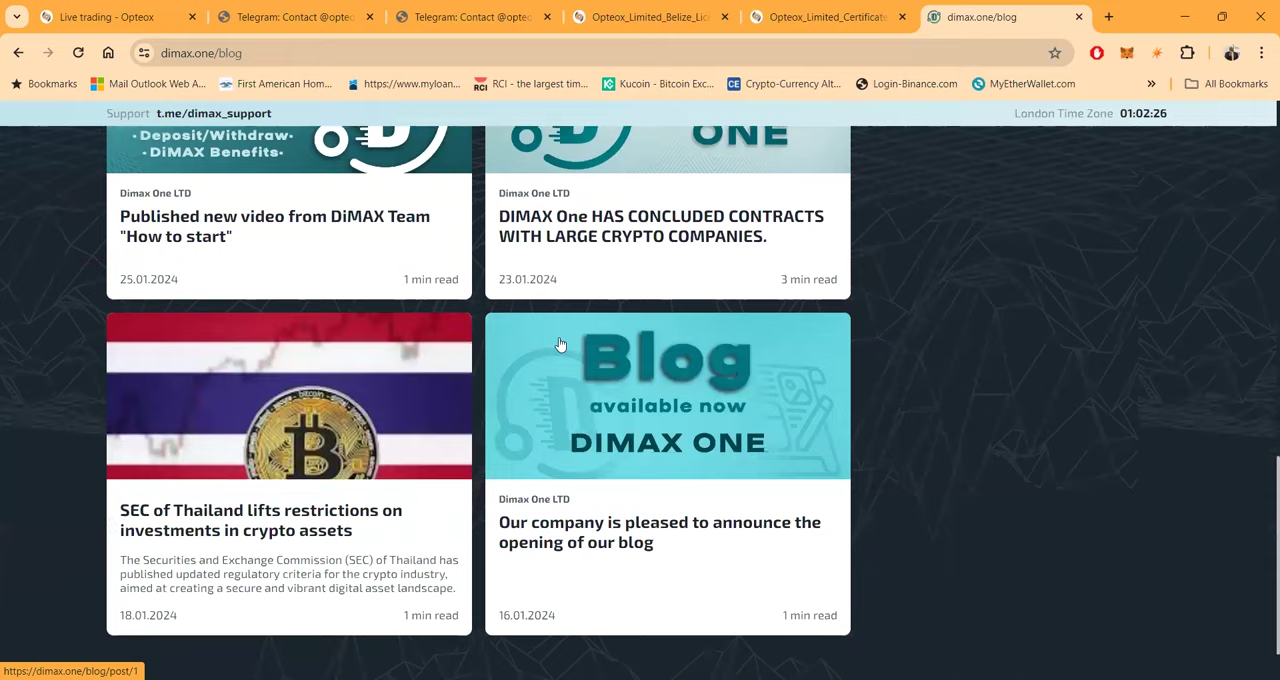 Live trading - Opteox
Telegram: Contact @opteo
Telegram: Contact @opteo
Opteox_Limited_Belize_Lic
Opteox_Limited_Certificate
dimax.one/blog
dimax.one/blog
Bookmarks
Mail Outlook Web A...
First American Hom...
https://www.myloan...
RCI - the largest tim...
Kucoin - Bitcoin Exc...
Crypto-Currency Alt...
Login-Binance.com
MyEtherWallet.com
All Bookmarks
Support t.me/dimax_support
London Time Zone 01:02:26
·Deposit/Withdraw·
·DiMAX Benefits·
ONE
Dimax One LTD
Published new video from DiMAX Team
"How to start"
25.01.2024
1 min read
Dimax One LTD
DIMAX One HAS CONCLUDED CONTRACTS
WITH LARGE CRYPTO COMPANIES.
23.01.2024
3 min read
SEC of Thailand lifts restrictions on
investments in crypto assets
The Securities and Exchange Commission (SEC) of Thailand has
published updated regulatory criteria for the crypto industry,
aimed at creating a secure and vibrant digital asset landscape.
18.01.2024
1 min read
Blog
available now
DIMAX ONE
Dimax One LTD
Our company is pleased to announce the
opening of our blog
16.01.2024
1 min read
https://dimax.one/blog/post/1